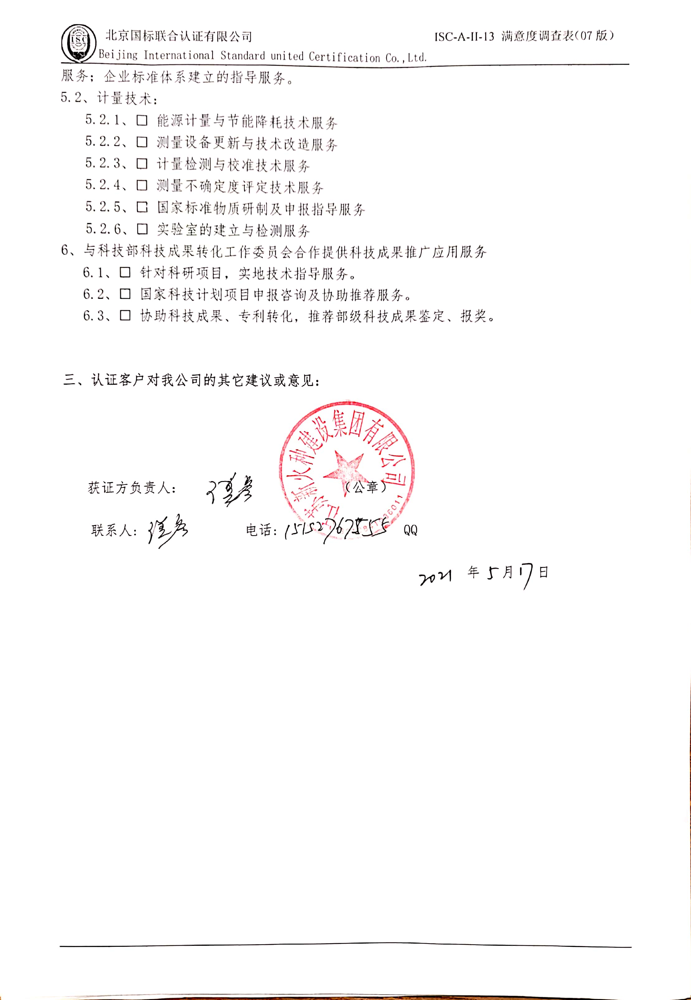 ISC
北京国标联合认证有限公司
ISC-A-II-13 满意度调查表(07 版)
Beijing International Standard united Certification Co.,Ltd.
服务；企业标准体系建立的指导服务。
5.2、计量技术：
5.2.1、□ 能源计量与节能降耗技术服务
5.2.2、□ 测量设备更新与技术改造服务
5.2.3、□ 计量检测与校准技术服务
5.2.4、□ 测量不确定度评定技术服务
5.2.5、□ 国家标准物质研制及申报指导服务
5.2.6、□ 实验室的建立与检测服务
6、与科技部科技成果转化工作委员会合作提供科技成果推广应用服务
6.1、□ 针对科研项目，实地技术指导服务。
6.2、□ 国家科技计划项目申报咨询及协助推荐服务。
6.3、□ 协助科技成果、专利转化，推荐部级科技成果鉴定、报奖。
三、认证客户对我公司的其它建议或意见：
江苏新火种建设集团有限公司
获证方负责人：
（公章）
联系人：
电话：15152767555 QQ
2021 年 5 月 17 日